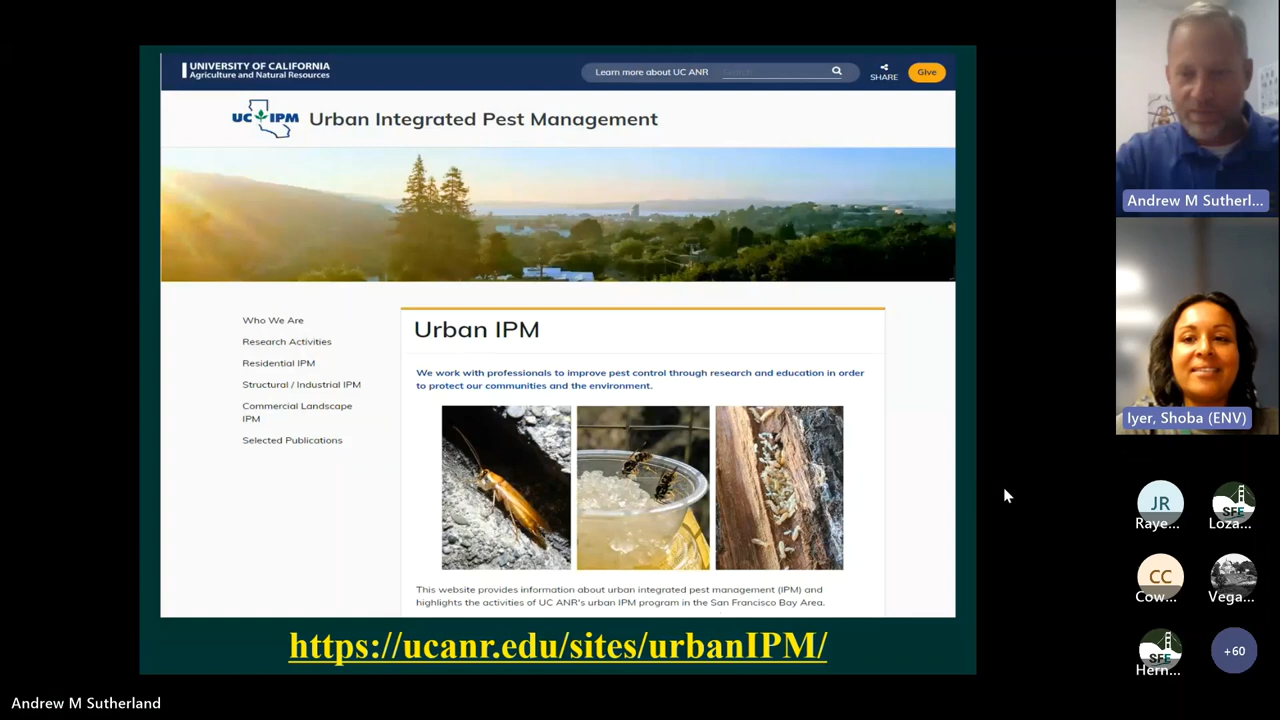 UNIVERSITY OF CALIFORNIA
Agriculture and Natural Resources
Learn more about UC ANR
Search
SHARE
Give
UC IPM
Urban Integrated Pest Management
Who We Are
Research Activities
Residential IPM
Structural / Industrial IPM
Commercial Landscape
IPM
Selected Publications
Urban IPM
We work with professionals to improve pest control through research and education in order
to protect our communities and the environment.
This website provides information about urban integrated pest management (IPM) and
highlights the activities of UC ANR's urban IPM program in the San Francisco Bay Area.
https://ucanr.edu/sites/urbanIPM/
Andrew M Sutherland
Andrew M Sutherl...
Iyer, Shoba (ENV)
JR
Raye...
SFE
Loza...
CC
Cow...
Vega...
SFE
Hern...
+60